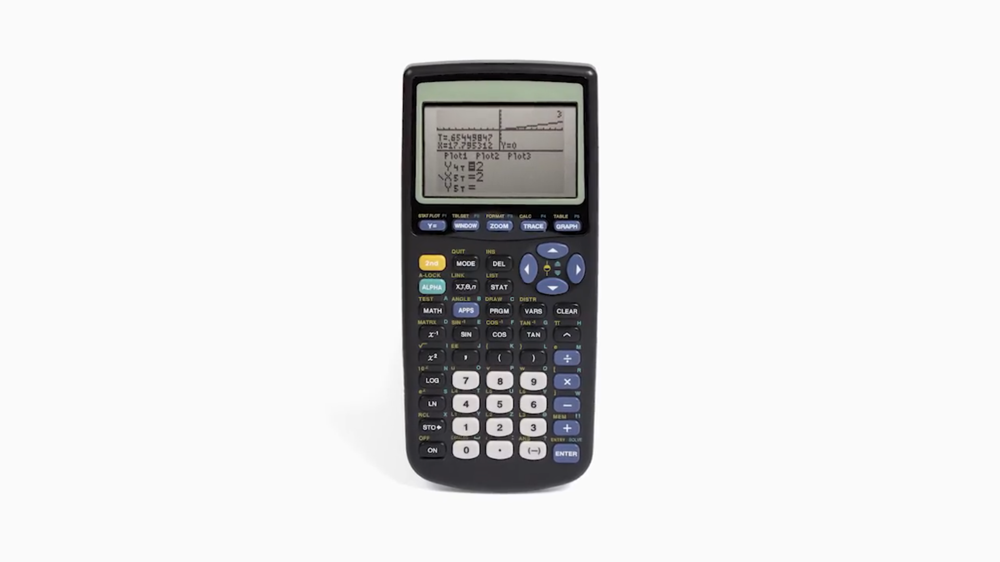 3
T=.65449847
X=17.795312 Y=0
Plot1 Plot2 Plot3
Y4T=2
\X5T=2
Y5T=
STAT PLOT F1 TBLSET F2 FORMAT F3 CALC F4 TABLE F5
Y= WINDOW ZOOM TRACE GRAPH
QUIT INS
2nd MODE DEL
A-LOCK LINK LIST
ALPHA X,T,Θ,n STAT
TEST A ANGLE B DRAW C DISTR
MATH APPS PRGM VARS CLEAR
MATRX D SIN⁻¹ E COS⁻¹ F TAN⁻¹ G π H
x⁻¹ SIN COS TAN ^
√ I EE J { K } L e M
x² , ( ) ÷
10ˣ N u O v P w Q [ R
LOG 7 8 9 ×
eˣ S L4 T L5 U L6 V ] W
LN 4 5 6 −
RCL X L1 Y L2 Z L3 θ MEM "
STO▸ 1 2 3 +
OFF ANS ? ENTRY SOLVE
ON 0 . (−) ENTER